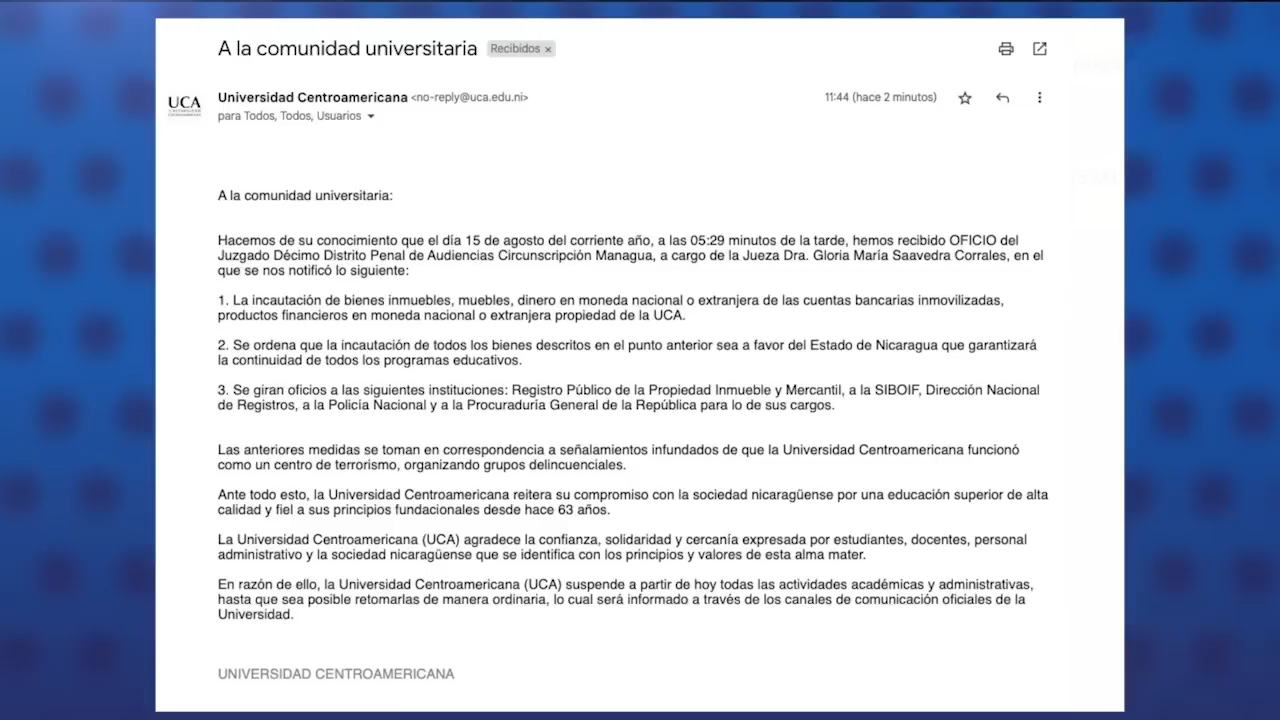 A la comunidad universitaria Recibidos ×
UCA
Universidad Centroamericana <no-reply@uca.edu.ni> 11:44 (hace 2 minutos)
para Todos, Todos, Usuarios
A la comunidad universitaria:
Hacemos de su conocimiento que el día 15 de agosto del corriente año, a las 05:29 minutos de la tarde, hemos recibido OFICIO del
Juzgado Décimo Distrito Penal de Audiencias Circunscripción Managua, a cargo de la Jueza Dra. Gloria María Saavedra Corrales, en el
que se nos notificó lo siguiente:
1. La incautación de bienes inmuebles, muebles, dinero en moneda nacional o extranjera de las cuentas bancarias inmovilizadas,
productos financieros en moneda nacional o extranjera propiedad de la UCA.
2. Se ordena que la incautación de todos los bienes descritos en el punto anterior sea a favor del Estado de Nicaragua que garantizará
la continuidad de todos los programas educativos.
3. Se giran oficios a las siguientes instituciones: Registro Público de la Propiedad Inmueble y Mercantil, a la SIBOIF, Dirección Nacional
de Registros, a la Policía Nacional y a la Procuraduría General de la República para lo de sus cargos.
Las anteriores medidas se toman en correspondencia a señalamientos infundados de que la Universidad Centroamericana funcionó
como un centro de terrorismo, organizando grupos delincuenciales.
Ante todo esto, la Universidad Centroamericana reitera su compromiso con la sociedad nicaragüense por una educación superior de alta
calidad y fiel a sus principios fundacionales desde hace 63 años.
La Universidad Centroamericana (UCA) agradece la confianza, solidaridad y cercanía expresada por estudiantes, docentes, personal
administrativo y la sociedad nicaragüense que se identifica con los principios y valores de esta alma mater.
En razón de ello, la Universidad Centroamericana (UCA) suspende a partir de hoy todas las actividades académicas y administrativas,
hasta que sea posible retomarlas de manera ordinaria, lo cual será informado a través de los canales de comunicación oficiales de la
Universidad.
UNIVERSIDAD CENTROAMERICANA